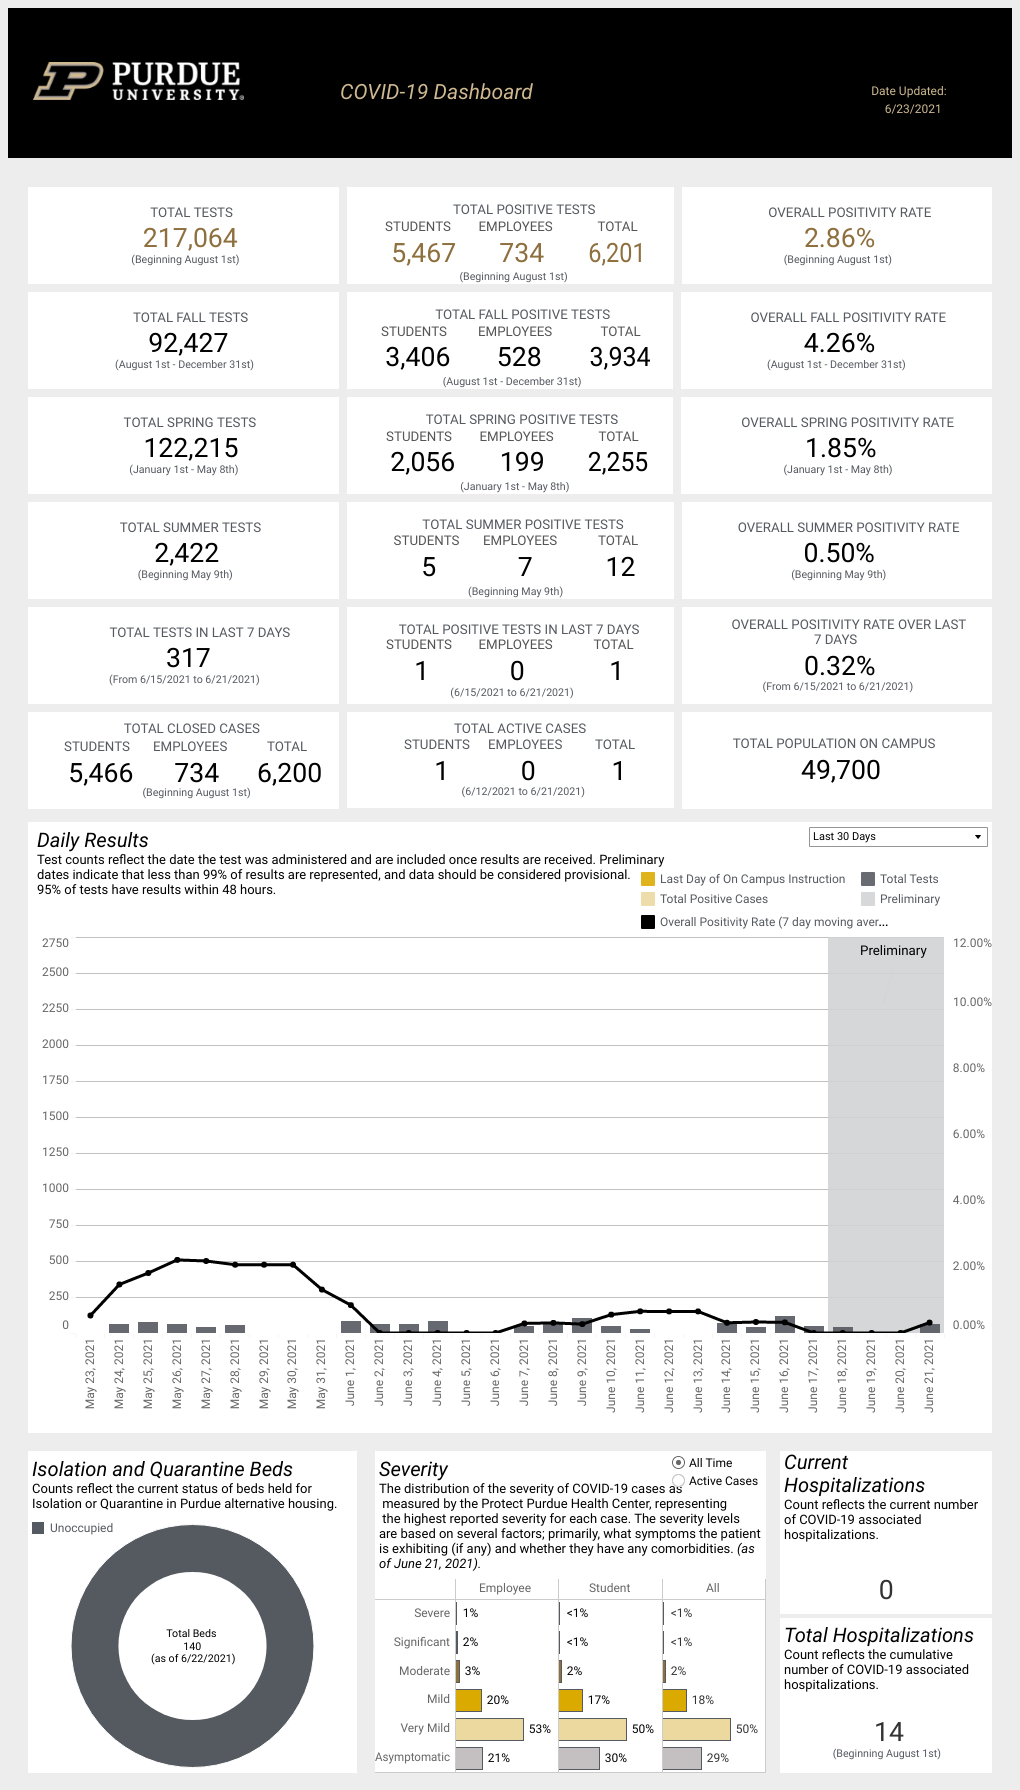 PURDUE
UNIVERSITY®
COVID-19 Dashboard
Date Updated:
6/23/2021
TOTAL TESTS
217,064
(Beginning August 1st)
TOTAL POSITIVE TESTS
STUDENTS EMPLOYEES TOTAL
5,467 734 6,201
(Beginning August 1st)
OVERALL POSITIVITY RATE
2.86%
(Beginning August 1st)
TOTAL FALL TESTS
92,427
(August 1st - December 31st)
TOTAL FALL POSITIVE TESTS
STUDENTS EMPLOYEES TOTAL
3,406 528 3,934
(August 1st - December 31st)
OVERALL FALL POSITIVITY RATE
4.26%
(August 1st - December 31st)
TOTAL SPRING TESTS
122,215
(January 1st - May 8th)
TOTAL SPRING POSITIVE TESTS
STUDENTS EMPLOYEES TOTAL
2,056 199 2,255
(January 1st - May 8th)
OVERALL SPRING POSITIVITY RATE
1.85%
(January 1st - May 8th)
TOTAL SUMMER TESTS
2,422
(Beginning May 9th)
TOTAL SUMMER POSITIVE TESTS
STUDENTS EMPLOYEES TOTAL
5 7 12
(Beginning May 9th)
OVERALL SUMMER POSITIVITY RATE
0.50%
(Beginning May 9th)
TOTAL TESTS IN LAST 7 DAYS
317
(From 6/15/2021 to 6/21/2021)
TOTAL POSITIVE TESTS IN LAST 7 DAYS
STUDENTS EMPLOYEES TOTAL
1 0 1
(6/15/2021 to 6/21/2021)
OVERALL POSITIVITY RATE OVER LAST
7 DAYS
0.32%
(From 6/15/2021 to 6/21/2021)
TOTAL CLOSED CASES
STUDENTS EMPLOYEES TOTAL
5,466 734 6,200
(Beginning August 1st)
TOTAL ACTIVE CASES
STUDENTS EMPLOYEES TOTAL
1 0 1
(6/12/2021 to 6/21/2021)
TOTAL POPULATION ON CAMPUS
49,700
Daily Results
Last 30 Days
Test counts reflect the date the test was administered and are included once results are received. Preliminary
dates indicate that less than 99% of results are represented, and data should be considered provisional.
95% of tests have results within 48 hours.
Last Day of On Campus Instruction
Total Tests
Total Positive Cases
Preliminary
Overall Positivity Rate (7 day moving aver...
Preliminary
2750
2500
2250
2000
1750
1500
1250
1000
750
500
250
0
12.00%
10.00%
8.00%
6.00%
4.00%
2.00%
0.00%
May 23, 2021
May 24, 2021
May 25, 2021
May 26, 2021
May 27, 2021
May 28, 2021
May 29, 2021
May 30, 2021
May 31, 2021
June 1, 2021
June 2, 2021
June 3, 2021
June 4, 2021
June 5, 2021
June 6, 2021
June 7, 2021
June 8, 2021
June 9, 2021
June 10, 2021
June 11, 2021
June 12, 2021
June 13, 2021
June 14, 2021
June 15, 2021
June 16, 2021
June 17, 2021
June 18, 2021
June 19, 2021
June 20, 2021
June 21, 2021
Isolation and Quarantine Beds
Counts reflect the current status of beds held for
Isolation or Quarantine in Purdue alternative housing.
Unoccupied
Total Beds
140
(as of 6/22/2021)
Severity
All Time
Active Cases
The distribution of the severity of COVID-19 cases as
measured by the Protect Purdue Health Center, representing
the highest reported severity for each case. The severity levels
are based on several factors; primarily, what symptoms the patient
is exhibiting (if any) and whether they have any comorbidities. (as
of June 21, 2021).
Employee Student All
Severe 1% <1% <1%
Significant 2% <1% <1%
Moderate 3% 2% 2%
Mild 20% 17% 18%
Very Mild 53% 50% 50%
Asymptomatic 21% 30% 29%
Current
Hospitalizations
Count reflects the current number
of COVID-19 associated
hospitalizations.
0
Total Hospitalizations
Count reflects the cumulative
number of COVID-19 associated
hospitalizations.
14
(Beginning August 1st)